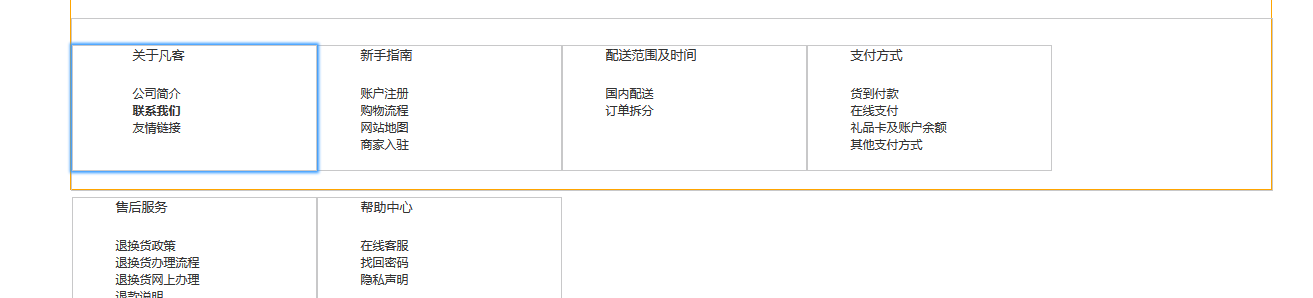 关于凡客
公司简介
联系我们
友情链接
新手指南
账户注册
购物流程
网站地图
商家入驻
配送范围及时间
国内配送
订单拆分
支付方式
货到付款
在线支付
礼品卡及账户余额
其他支付方式
售后服务
退换货政策
退换货办理流程
退换货网上办理
退款说明
帮助中心
在线客服
找回密码
隐私声明